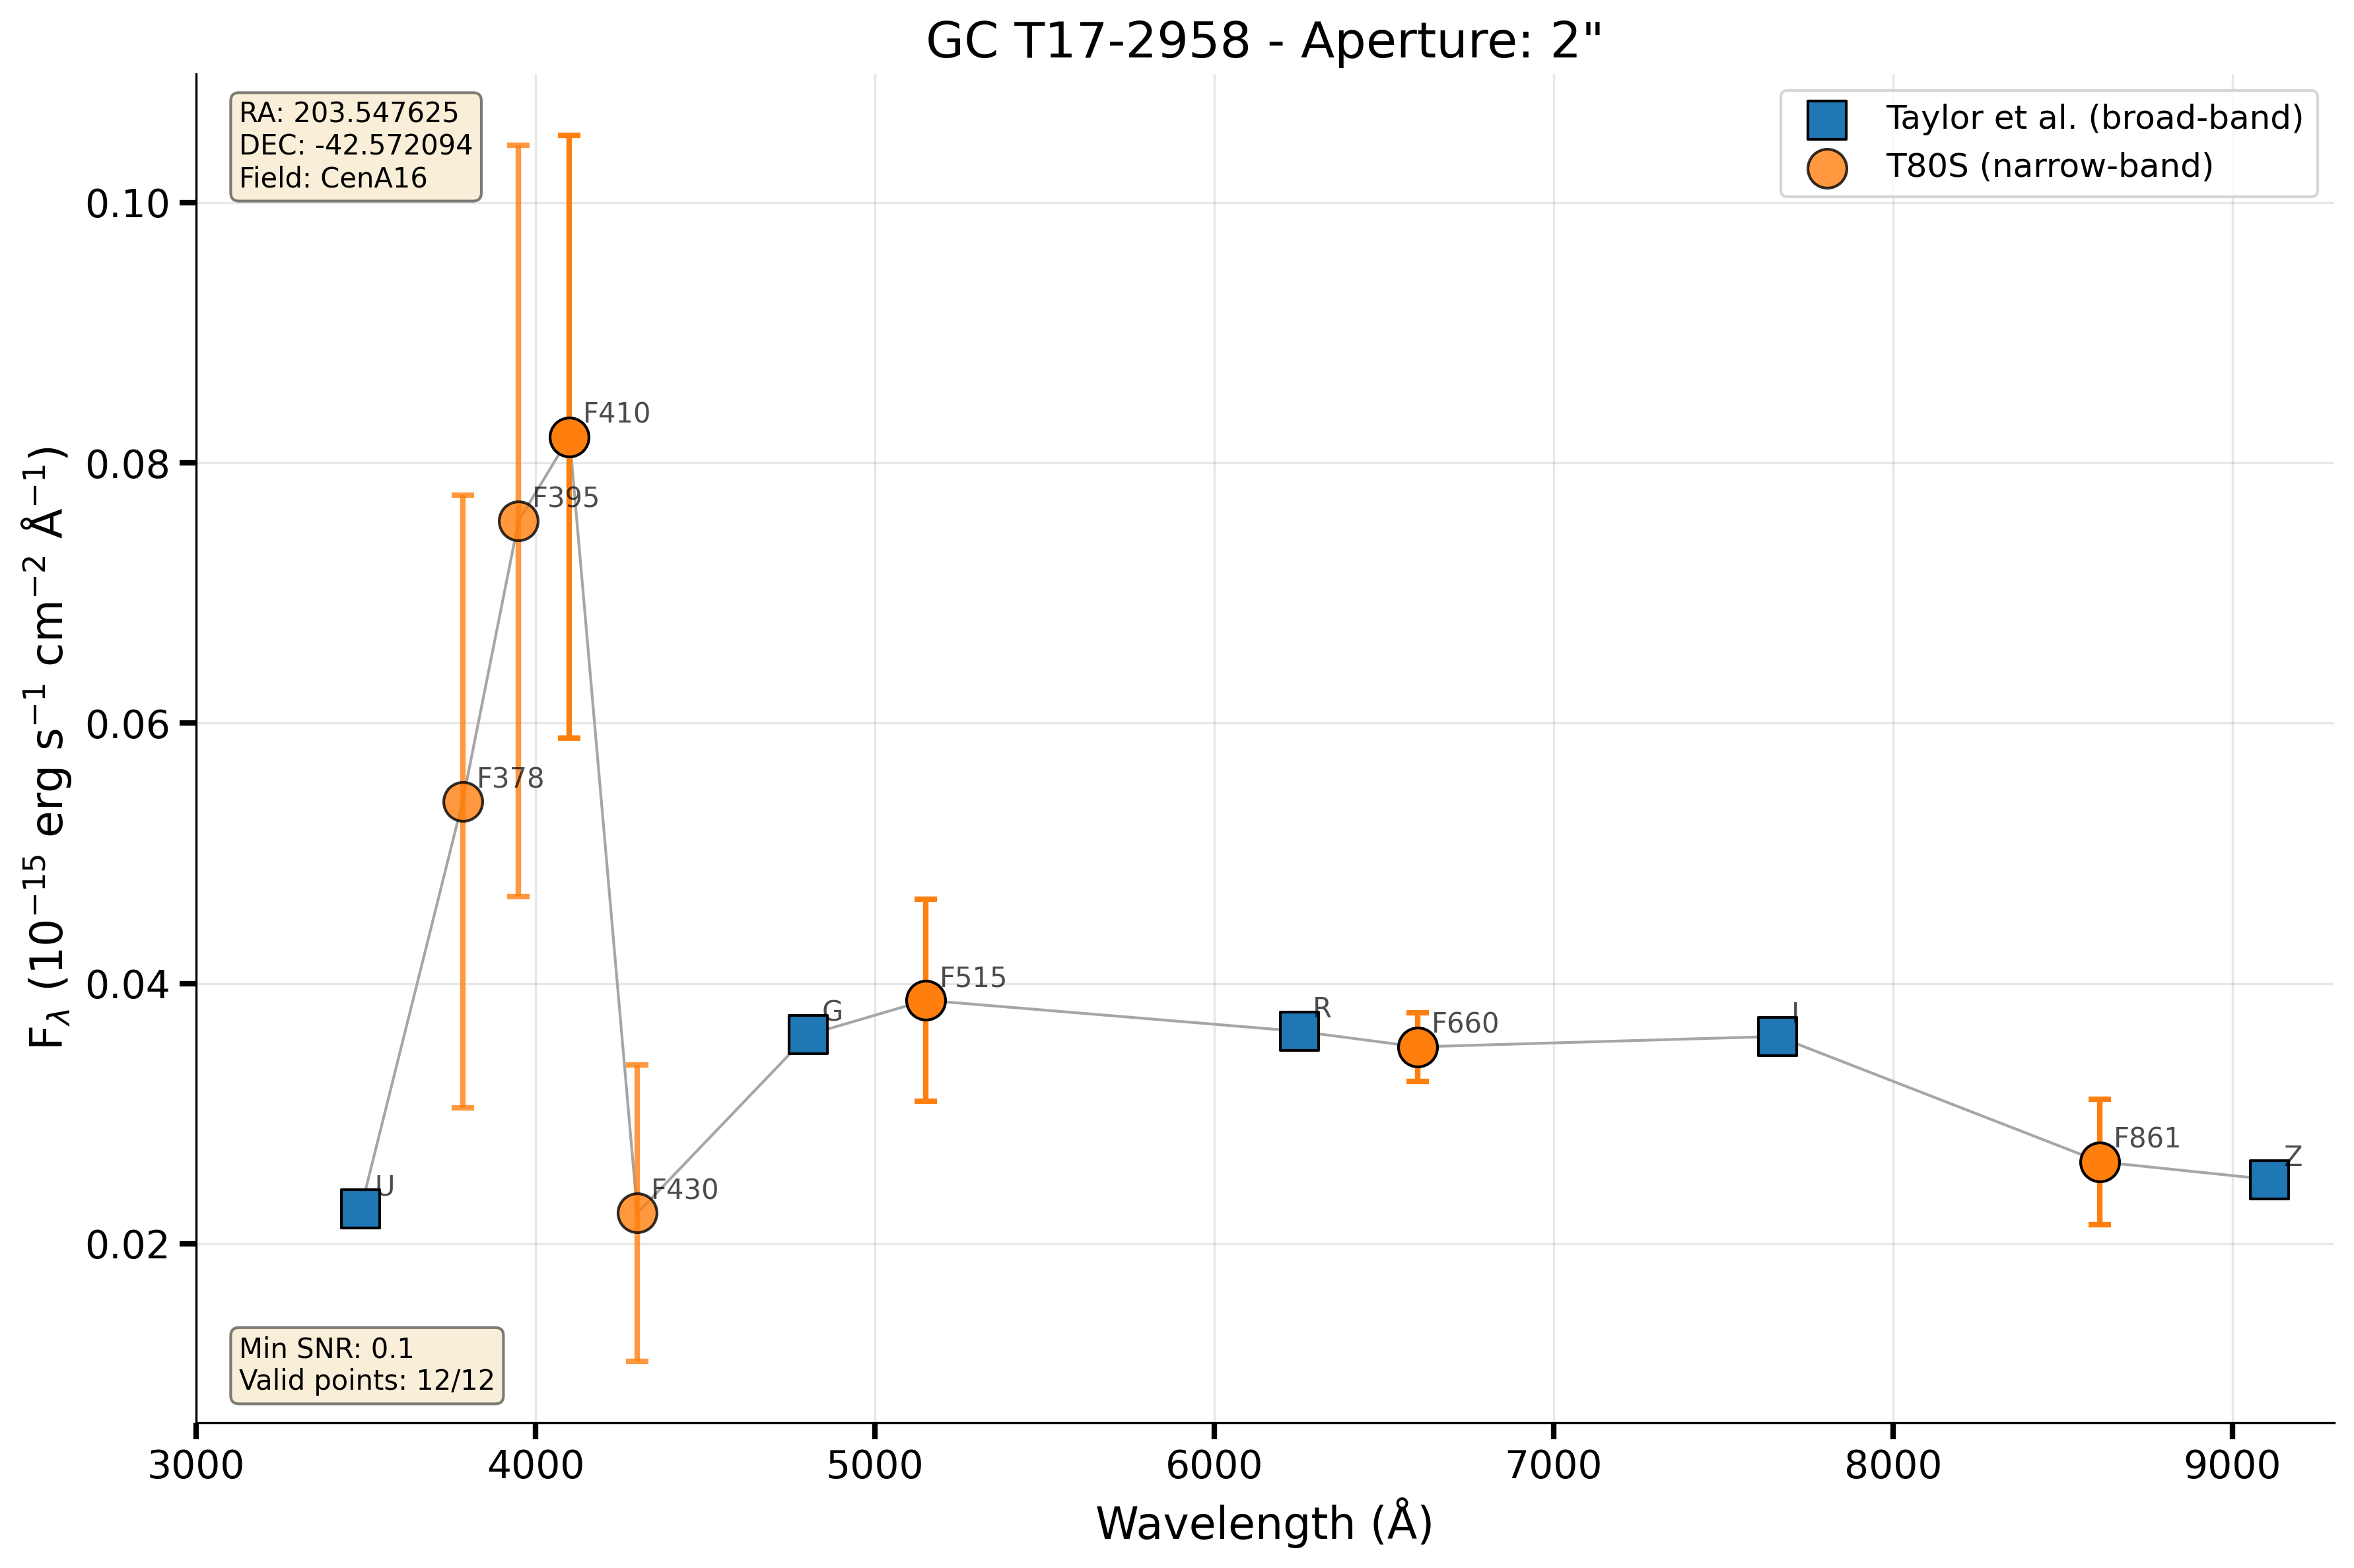 GC T17-2958 - Aperture: 2"
RA: 203.547625
DEC: -42.572094
Field: CenA16
Taylor et al. (broad-band)
T80S (narrow-band)
0.10
0.08
0.06
0.04
0.02
F_λ (10⁻¹⁵ erg s⁻¹ cm⁻² Å⁻¹)
F410
F395
F378
F515
G
R
F660
I
F861
Z
U
F430
Min SNR: 0.1
Valid points: 12/12
3000 4000 5000 6000 7000 8000 9000
Wavelength (Å)